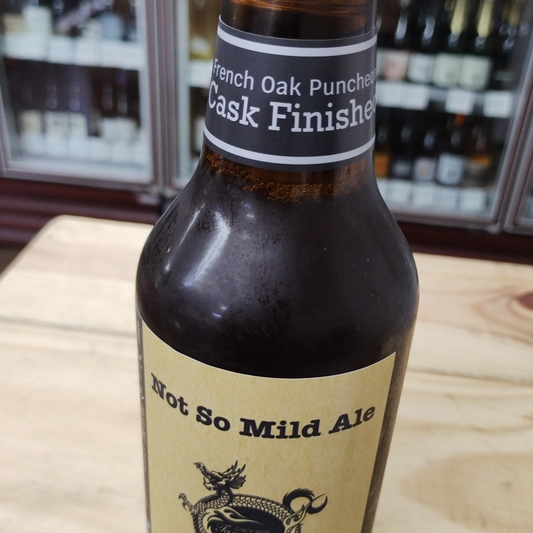 French Oak Puncheon
Cask Finished
Not So Mild Ale